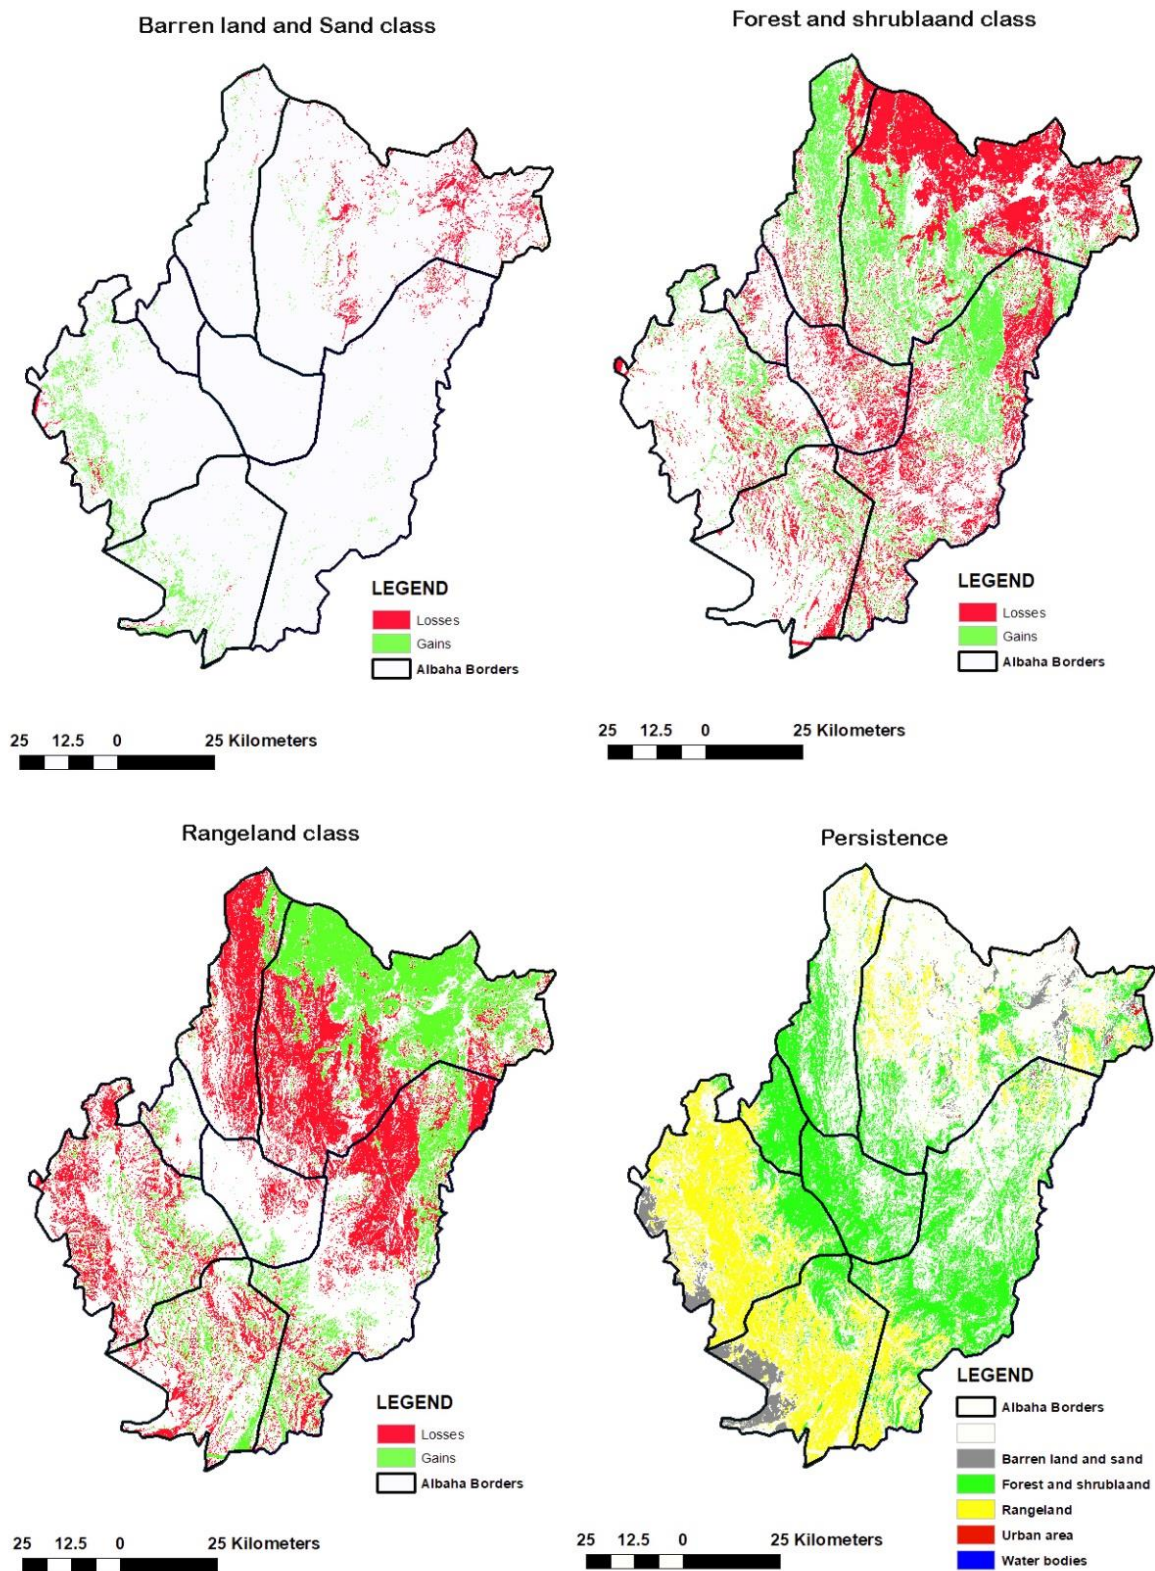 Barren land and Sand class
LEGEND
Losses
Gains
Albaha Borders
25 12.5 0 25 Kilometers
Forest and shrublaand class
LEGEND
Losses
Gains
Albaha Borders
25 12.5 0 25 Kilometers
Rangeland class
LEGEND
Losses
Gains
Albaha Borders
25 12.5 0 25 Kilometers
Persistence
LEGEND
Albaha Borders
Barren land and sand
Forest and shrublaand
Rangeland
Urban area
Water bodies
25 12.5 0 25 Kilometers